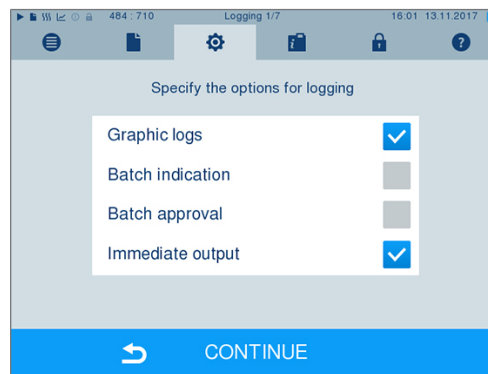 484 : 710 Logging 1/7 16:01 13.11.2017
Specify the options for logging
Graphic logs
Batch indication
Batch approval
Immediate output
CONTINUE